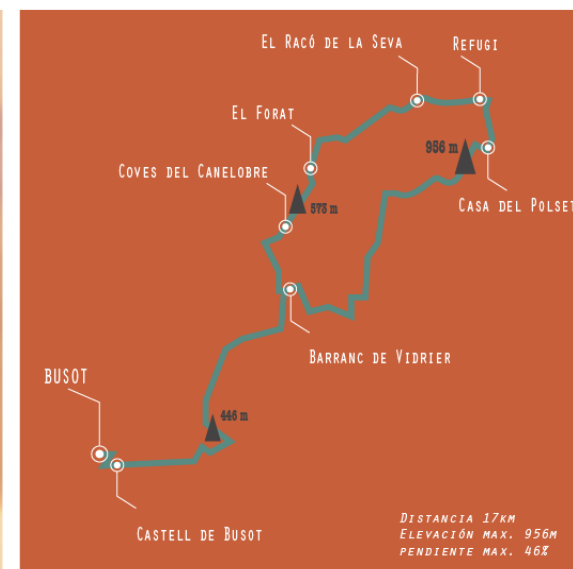 El Racó de la Seva
Refugi
El Forat
956 m
Coves del Canelobre
573 m
Casa del Polset
Barranc de Vidrier
BUSOT
446 m
Castell de Busot
Distancia 17km
Elevación max. 956m
pendiente max. 46%